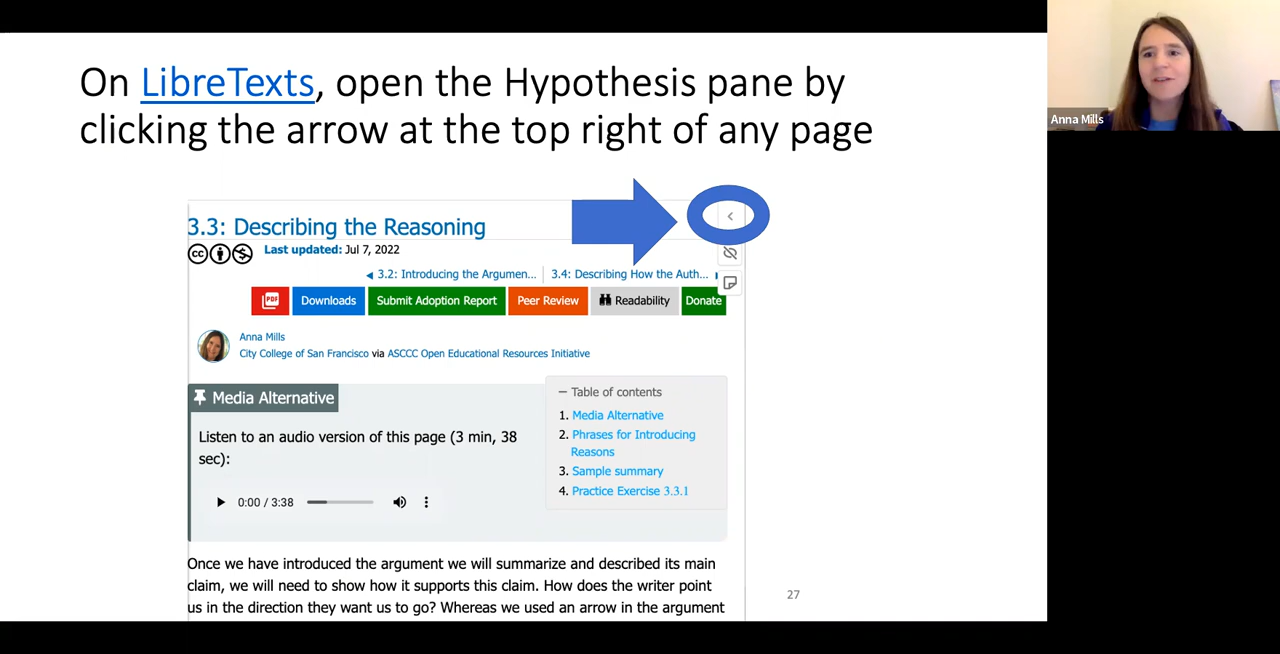 On LibreTexts, open the Hypothesis pane by
clicking the arrow at the top right of any page
Anna Mills
3.3: Describing the Reasoning
Last updated: Jul 7, 2022
◀ 3.2: Introducing the Argumen...
3.4: Describing How the Auth...
PDF
Downloads
Submit Adoption Report
Peer Review
Readability
Donate
Anna Mills
City College of San Francisco via ASCCC Open Educational Resources Initiative
Media Alternative
Listen to an audio version of this page (3 min, 38
sec):
0:00 / 3:38
− Table of contents
1. Media Alternative
2. Phrases for Introducing
Reasons
3. Sample summary
4. Practice Exercise 3.3.1
Once we have introduced the argument we will summarize and described its main
claim, we will need to show how it supports this claim. How does the writer point
us in the direction they want us to go? Whereas we used an arrow in the argument
27